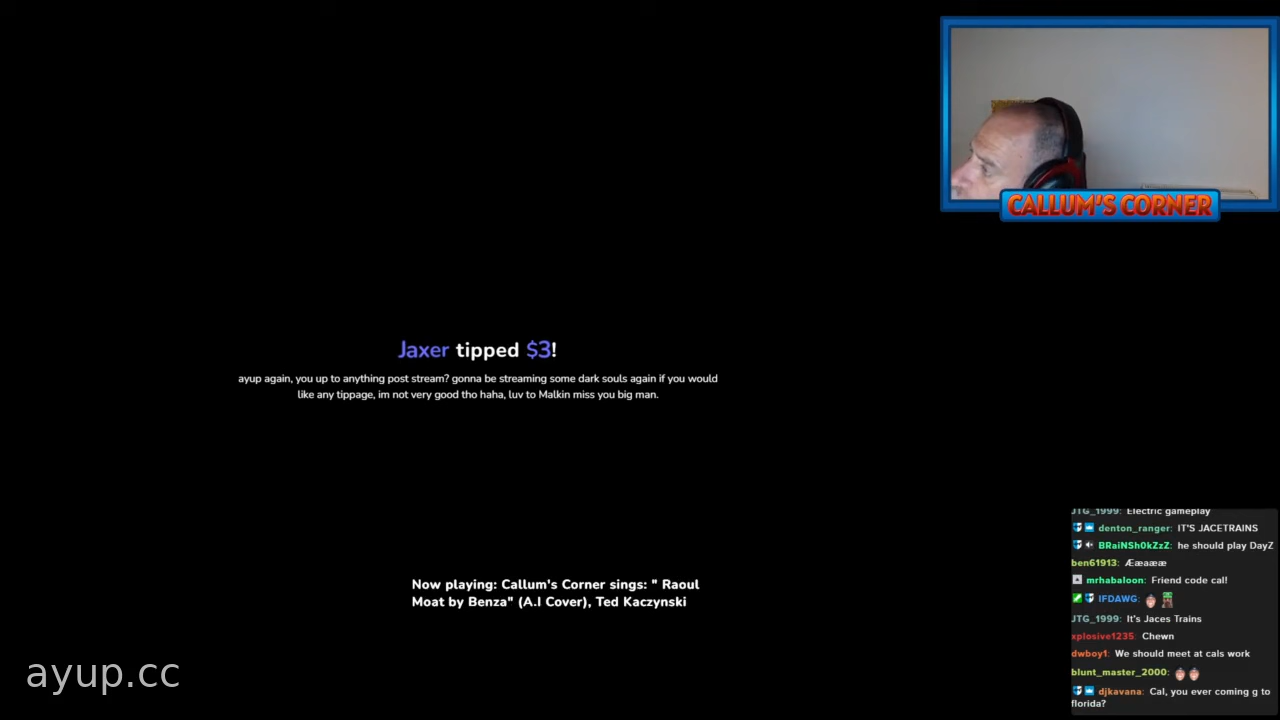 CALLUM'S CORNER
Jaxer tipped $3!
ayup again, you up to anything post stream? gonna be streaming some dark souls again if you would
like any tippage, im not very good tho haha, luv to Malkin miss you big man.
JTG_1999: Electric gameplay
denton_ranger: IT'S JACETRAINS
BRaiNSh0kZzZ: he should play DayZ
ben61913: Ææaææ
mrhabaloon: Friend code cal!
IFDAWG:
JTG_1999: It's Jaces Trains
xplosive1235: Chewn
dwboy1: We should meet at cals work
blunt_master_2000:
djkavana: Cal, you ever coming g to
florida?
Now playing: Callum's Corner sings: " Raoul
Moat by Benza" (A.I Cover), Ted Kaczynski
ayup.cc